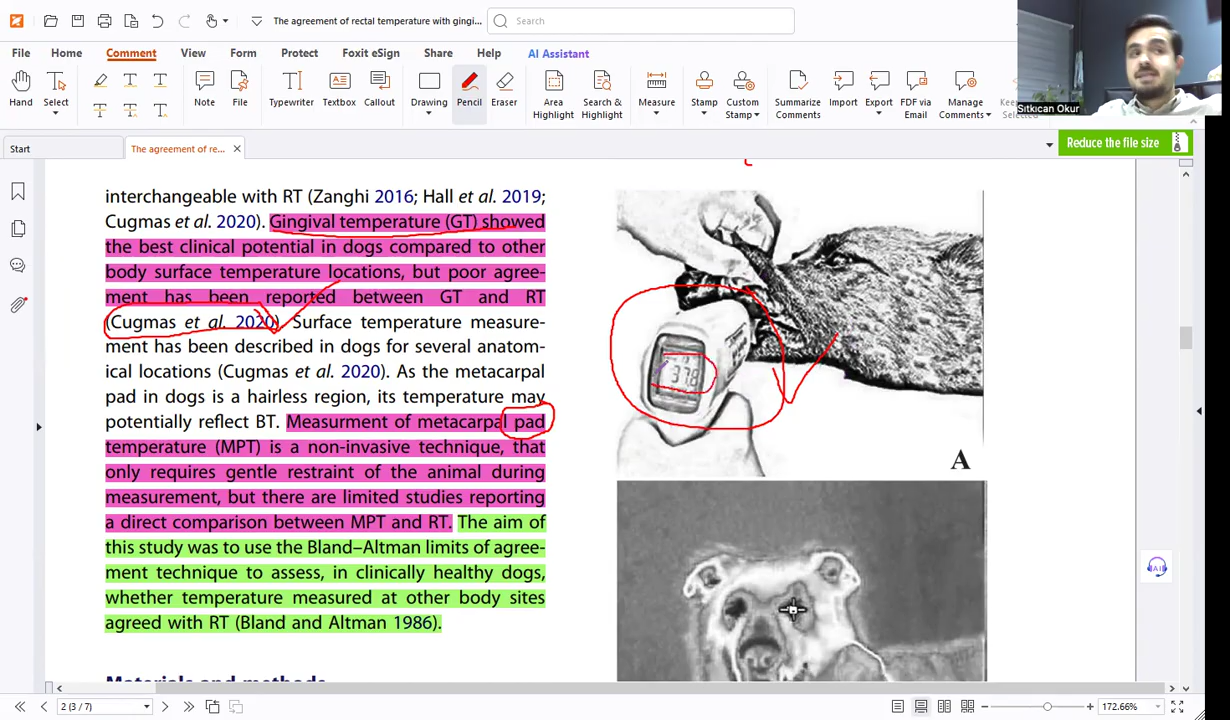 The agreement of rectal temperature with gingi...
Search
File
Home
Comment
View
Form
Protect
Foxit eSign
Share
Help
AI Assistant
Hand
Select
Note
File
Typewriter
Textbox
Callout
Drawing
Pencil
Eraser
Area
Highlight
Search &
Highlight
Measure
Stamp
Custom
Stamp
Summarize
Comments
Import
Export
FDF via
Email
Manage
Comments
Keep
Selected
Sıtkıcan Okur
Start
The agreement of re...
Reduce the file size
interchangeable with RT (Zanghi 2016; Hall et al. 2019;
Cugmas et al. 2020). Gingival temperature (GT) showed
the best clinical potential in dogs compared to other
body surface temperature locations, but poor agree-
ment has been reported between GT and RT
(Cugmas et al. 2020). Surface temperature measure-
ment has been described in dogs for several anatom-
ical locations (Cugmas et al. 2020). As the metacarpal
pad in dogs is a hairless region, its temperature may
potentially reflect BT. Measurment of metacarpal pad
temperature (MPT) is a non-invasive technique, that
only requires gentle restraint of the animal during
measurement, but there are limited studies reporting
a direct comparison between MPT and RT. The aim of
this study was to use the Bland–Altman limits of agree-
ment technique to assess, in clinically healthy dogs,
whether temperature measured at other body sites
agreed with RT (Bland and Altman 1986).
Materials and methods
37.8
A
AI
2 (3 / 7)
172.66%